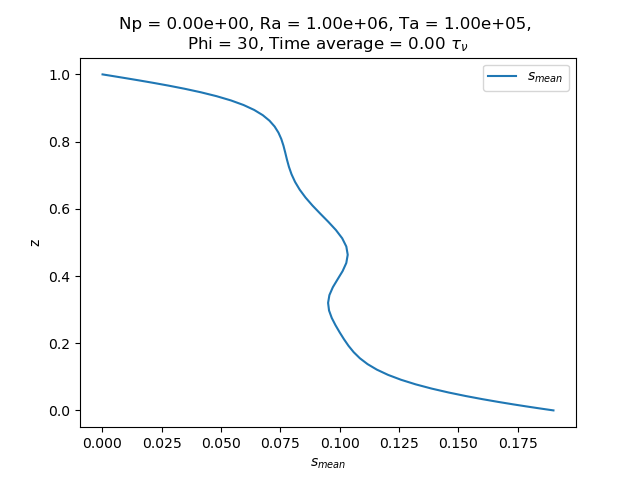 Np = 0.00e+00, Ra = 1.00e+06, Ta = 1.00e+05,
Phi = 30, Time average = 0.00 τν
s_mean
1.0
0.8
0.6
0.4
0.2
0.0
z
0.000 0.025 0.050 0.075 0.100 0.125 0.150 0.175
s_mean